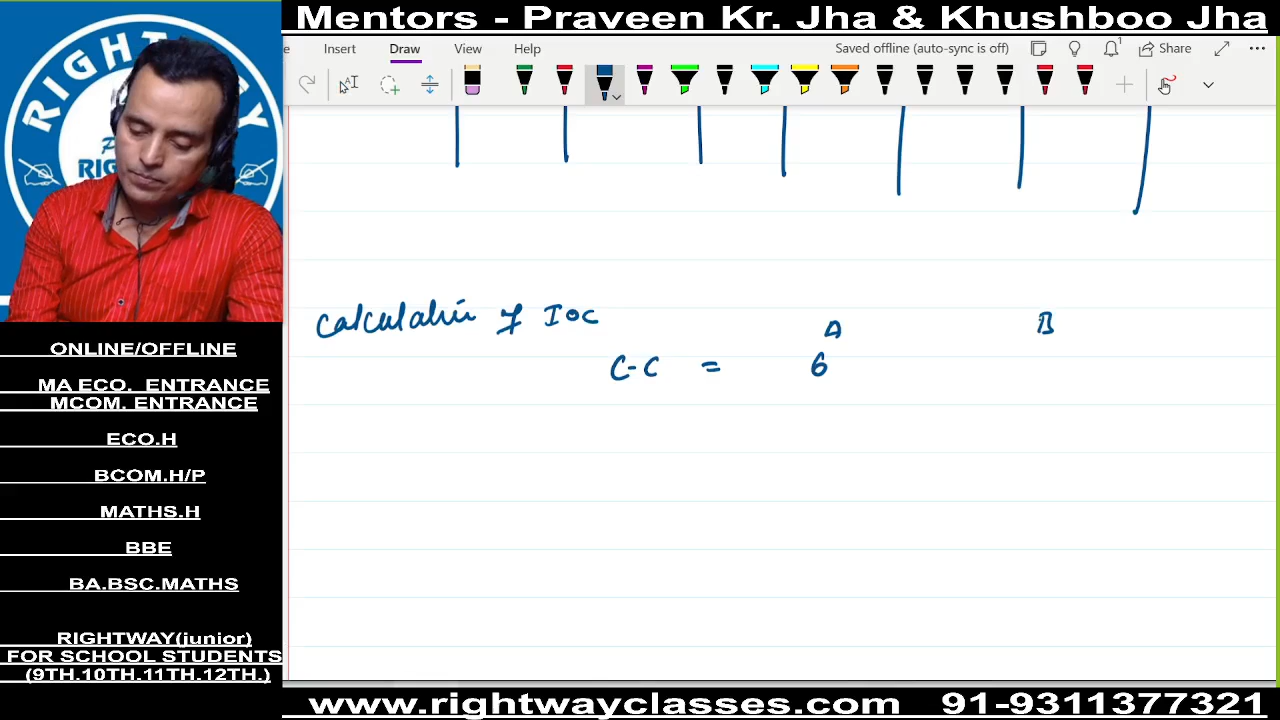 Mentors - Praveen Kr. Jha & Khushboo Jha
Insert Draw View Help Saved offline (auto-sync is off) Share
RIGHTWAY
RIGH
ONLINE/OFFLINE
MA ECO. ENTRANCE
MCOM. ENTRANCE
ECO.H
BCOM.H/P
MATHS.H
BBE
BA.BSC.MATHS
RIGHTWAY(junior)
FOR SCHOOL STUDENTS
(9TH.10TH.11TH.12TH.)
Calculation of IOC
A B
C-C = 6
www.rightwayclasses.com 91-9311377321